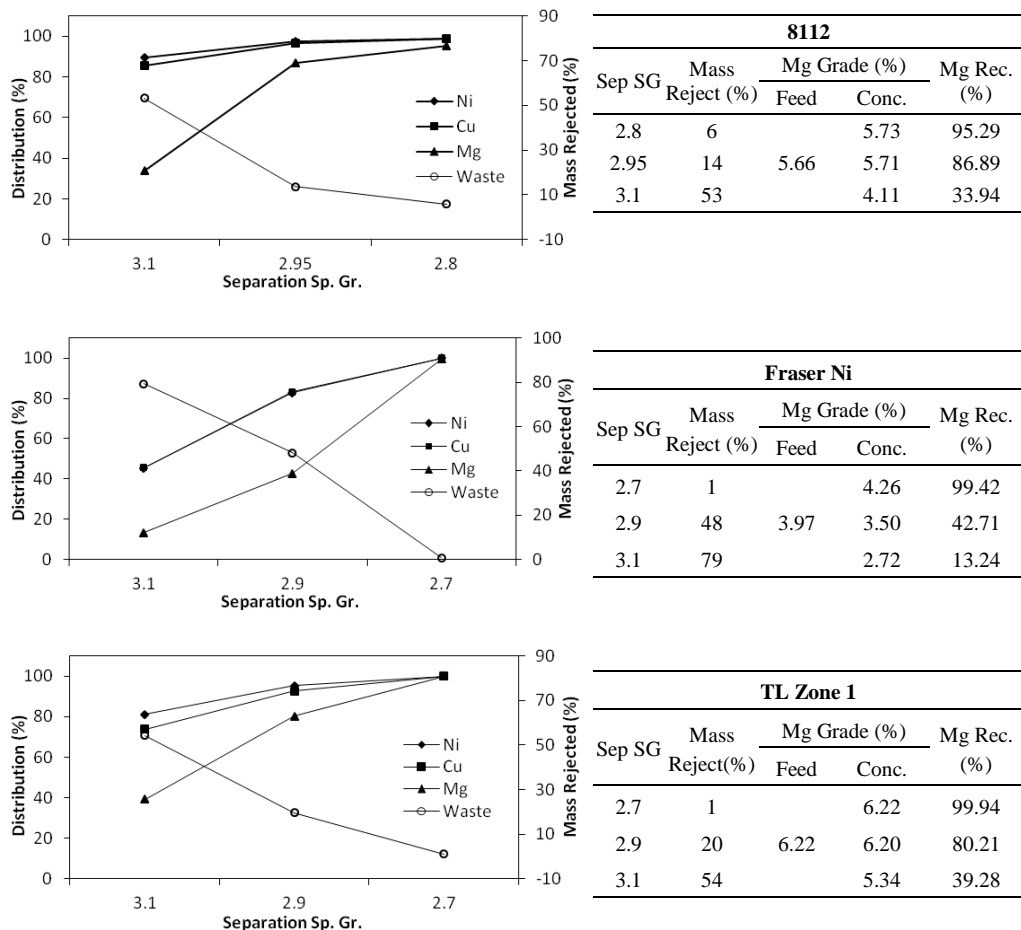 100
80
60
40
20
0
90
70
50
30
10
-10
Distribution (%)
Mass Rejected (%)
Ni
Cu
Mg
Waste
3.1 2.95 2.8
Separation Sp. Gr.
8112
Sep SG Mass Reject (%) Mg Grade (%) Mg Rec. (%)
Feed Conc.
2.8 6 5.73 95.29
2.95 14 5.66 5.71 86.89
3.1 53 4.11 33.94
100
80
60
40
20
0
100
80
60
40
20
0
Distribution (%)
Mass Rejected (%)
Ni
Cu
Mg
Waste
3.1 2.9 2.7
Separation Sp. Gr.
Fraser Ni
Sep SG Mass Reject (%) Mg Grade (%) Mg Rec. (%)
Feed Conc.
2.7 1 4.26 99.42
2.9 48 3.97 3.50 42.71
3.1 79 2.72 13.24
100
80
60
40
20
0
90
70
50
30
10
-10
Distribution (%)
Mass Rejected (%)
Ni
Cu
Mg
Waste
3.1 2.9 2.7
Separation Sp. Gr.
TL Zone 1
Sep SG Mass Reject(%) Mg Grade (%) Mg Rec. (%)
Feed Conc.
2.7 1 6.22 99.94
2.9 20 6.22 6.20 80.21
3.1 54 5.34 39.28